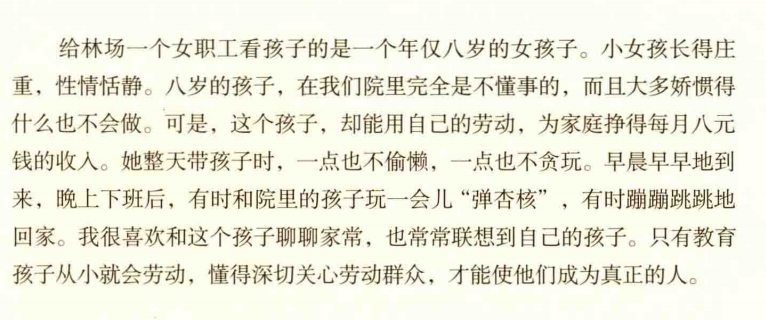 给林场一个女职工看孩子的是一个年仅八岁的女孩子。小女孩长得庄
重，性情恬静。八岁的孩子，在我们院里完全是不懂事的，而且大多娇惯得
什么也不会做。可是，这个孩子，却能用自己的劳动，为家庭挣得每月八元
钱的收入。她整天带孩子时，一点也不偷懒，一点也不贪玩。早晨早早地到
来，晚上下班后，有时和院里的孩子玩一会儿“弹杏核”，有时蹦蹦跳跳地
回家。我很喜欢和这个孩子聊聊家常，也常常联想到自己的孩子。只有教育
孩子从小就会劳动，懂得深切关心劳动群众，才能使他们成为真正的人。